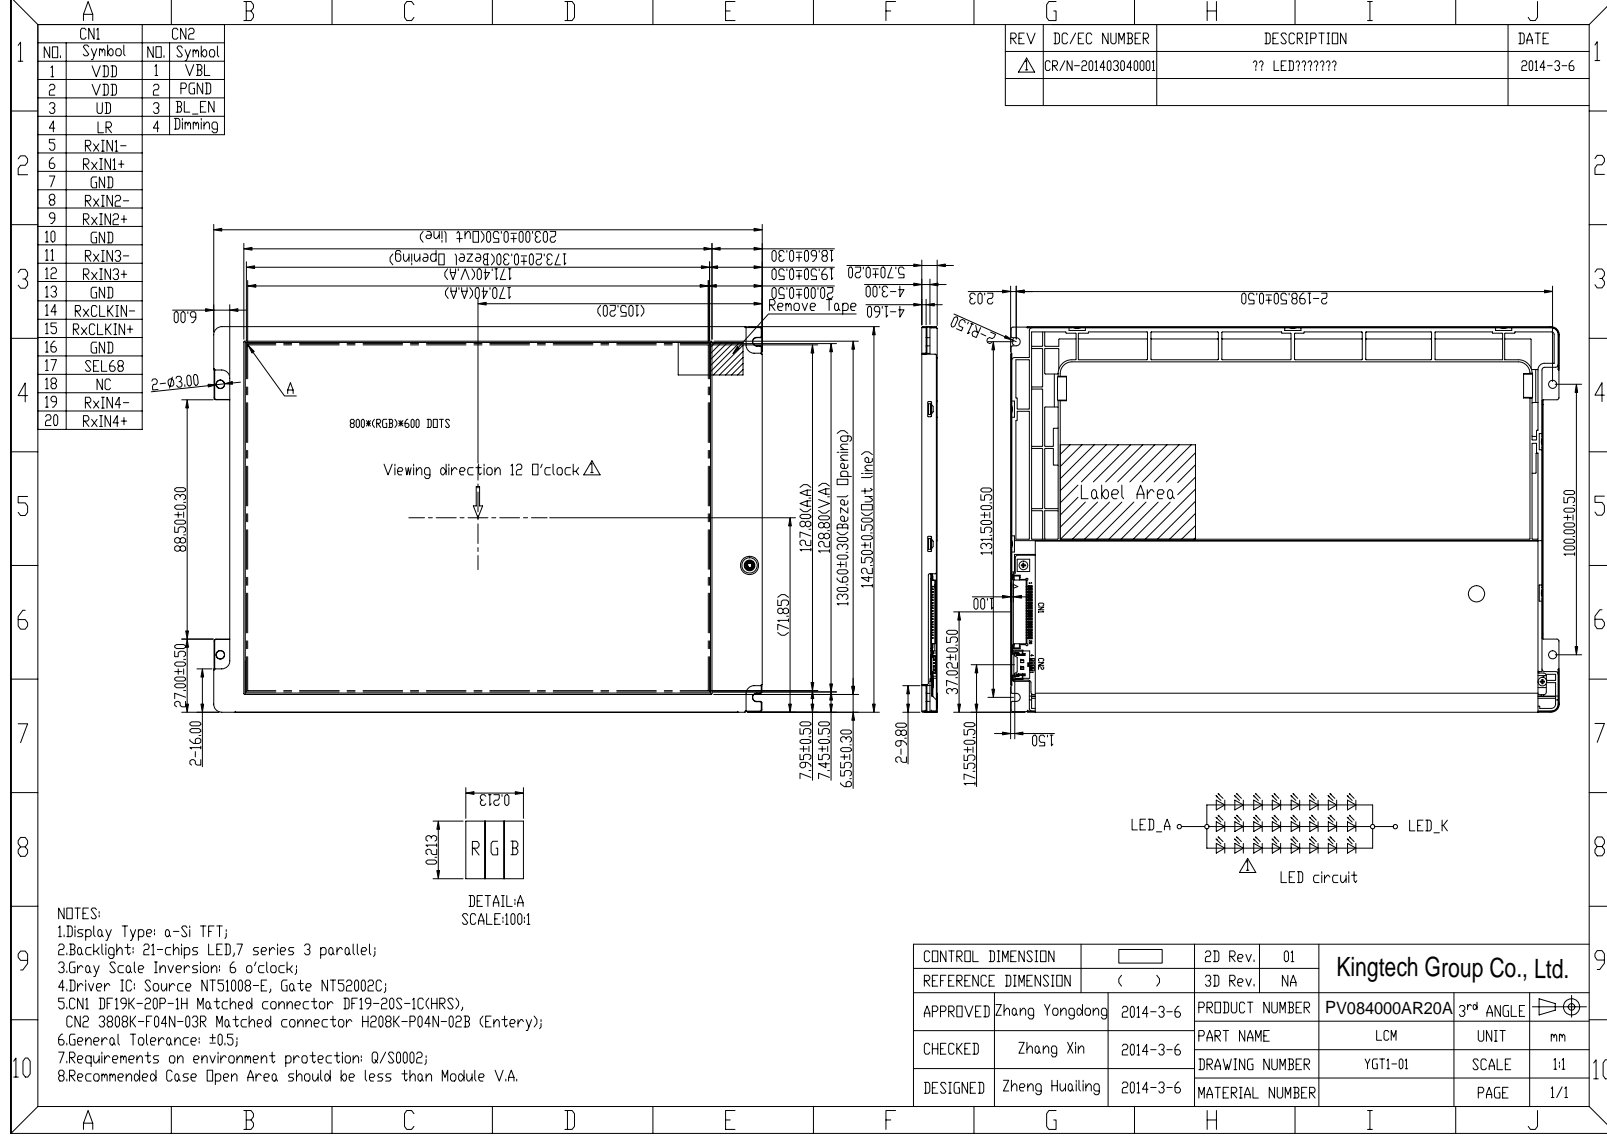 A B C D E F G H I J
1 2 3 4 5 6 7 8 9 10
CN1 CN2
NO. Symbol NO. Symbol
1 VDD 1 VBL
2 VDD 2 PGND
3 UD 3 BL_EN
4 LR 4 Dimming
5 RxIN1-
6 RxIN1+
7 GND
8 RxIN2-
9 RxIN2+
10 GND
11 RxIN3-
12 RxIN3+
13 GND
14 RxCLKIN-
15 RxCLKIN+
16 GND
17 SEL68
18 NC
19 RxIN4-
20 RxIN4+
REV DC/EC NUMBER DESCRIPTION DATE
1 CR/N-201403040001 ?? LED??????? 2014-3-6
203.00±0.50(Out line)
173.20±0.30(Bezel Opening) 18.60±0.30
171.40(V.A) 19.50±0.50
170.40(A.A) 20.00±0.50
(105.20)
6.00
Remove Tape
2-ø3.00
A
800*(RGB)*600 DOTS
Viewing direction 12 O'clock 1
88.50±0.30
27.00±0.50
2-16.00
(71.85)
127.80(A.A)
128.80(V.A)
130.60±0.30(Bezel Opening)
142.50±0.50(Out line)
7.95±0.50
7.45±0.50
6.55±0.30
5.70±0.20
4-3.00
4-1.60
2-9.80
2.03
2-198.50±0.50
2-R1.50
131.50±0.50
Label Area
100.00±0.50
1.00
CN1
CN2
37.02±0.50
17.55±0.50
1.50
0.213
0.213
R G B
DETAIL:A
SCALE:100:1
LED_A LED_K
1
LED circuit
NOTES:
1.Display Type: a-Si TFT;
2.Backlight: 21-chips LED,7 series 3 parallel;
3.Gray Scale Inversion: 6 o'clock;
4.Driver IC: Source NT51008-E, Gate NT52002C;
5.CN1 DF19K-20P-1H Matched connector DF19-20S-1C(HRS),
CN2 3808K-F04N-03R Matched connector H208K-P04N-02B (Entery);
6.General Tolerance: ±0.5;
7.Requirements on environment protection: Q/S0002;
8.Recommended Case Open Area should be less than Module V.A.
CONTROL DIMENSION 2D Rev. 01
REFERENCE DIMENSION ( ) 3D Rev. NA
Kingtech Group Co., Ltd.
APPROVED Zhang Yongdong 2014-3-6 PRODUCT NUMBER PV084000AR20A 3rd ANGLE
PART NAME LCM UNIT mm
CHECKED Zhang Xin 2014-3-6
DRAWING NUMBER YGT1-01 SCALE 1:1
DESIGNED Zheng Huailing 2014-3-6
MATERIAL NUMBER PAGE 1/1
A B C D E F G H I J
1 2 3 4 5 6 7 8 9 10